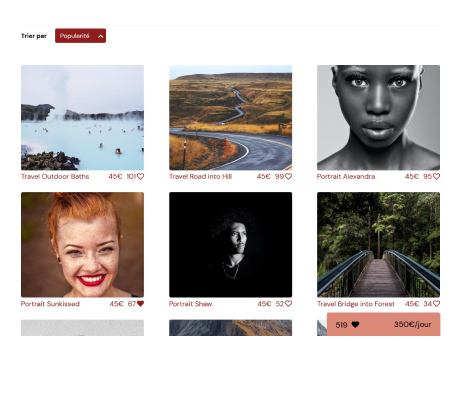 Trier par Popularité
Travel Outdoor Baths 45€ 101
Travel Road into Hill 45€ 99
Portrait Alexandra 45€ 95
Portrait Sunkissed 45€ 67
Portrait Shaw 45€ 52
Travel Bridge into Forest 45€ 34
519 350€/jour